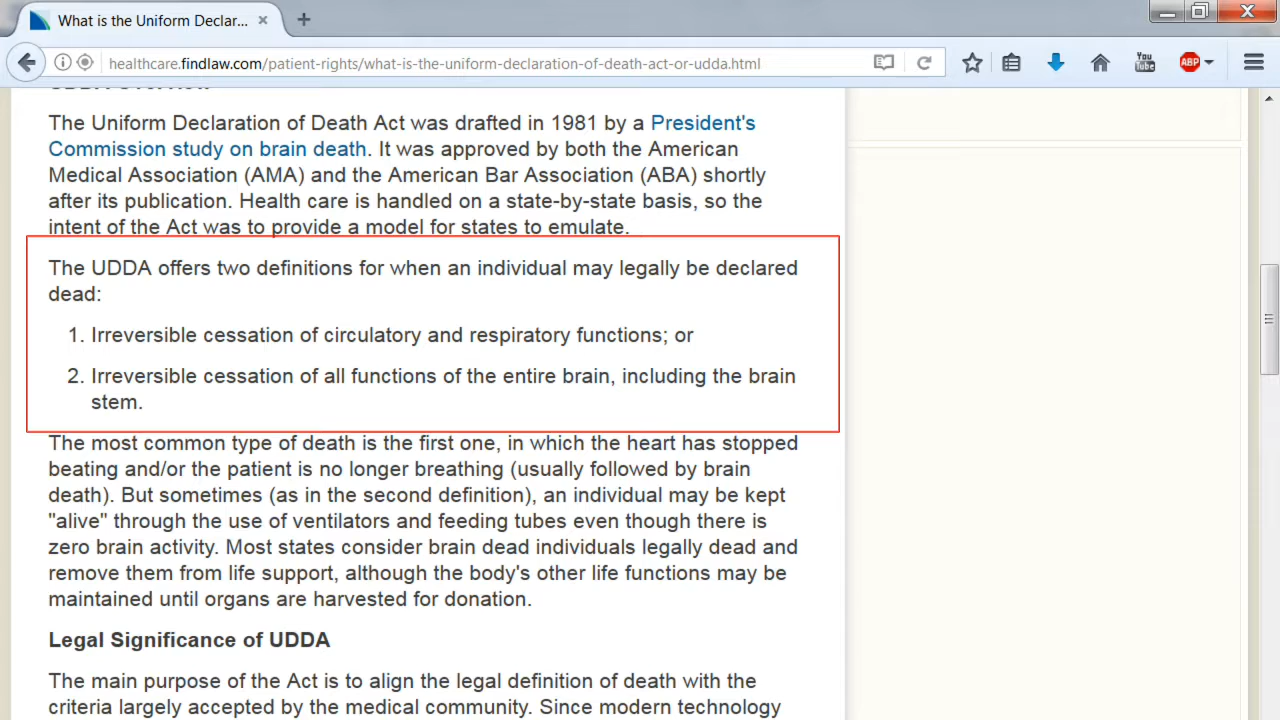 What is the Uniform Declar...
healthcare.findlaw.com/patient-rights/what-is-the-uniform-declaration-of-death-act-or-udda.html
You
Tube
ABP
The Uniform Declaration of Death Act was drafted in 1981 by a President's
Commission study on brain death. It was approved by both the American
Medical Association (AMA) and the American Bar Association (ABA) shortly
after its publication. Health care is handled on a state-by-state basis, so the
intent of the Act was to provide a model for states to emulate.
The UDDA offers two definitions for when an individual may legally be declared
dead:
1. Irreversible cessation of circulatory and respiratory functions; or
2. Irreversible cessation of all functions of the entire brain, including the brain
stem.
The most common type of death is the first one, in which the heart has stopped
beating and/or the patient is no longer breathing (usually followed by brain
death). But sometimes (as in the second definition), an individual may be kept
"alive" through the use of ventilators and feeding tubes even though there is
zero brain activity. Most states consider brain dead individuals legally dead and
remove them from life support, although the body's other life functions may be
maintained until organs are harvested for donation.
Legal Significance of UDDA
The main purpose of the Act is to align the legal definition of death with the
criteria largely accepted by the medical community. Since modern technology